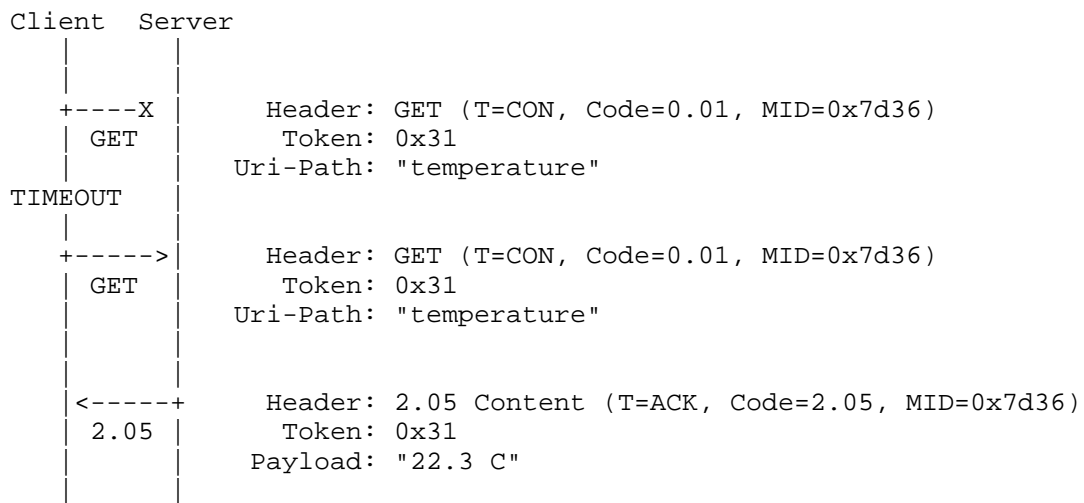 Client Server
+----X Header: GET (T=CON, Code=0.01, MID=0x7d36)
GET Token: 0x31
Uri-Path: "temperature"
TIMEOUT
+-----> Header: GET (T=CON, Code=0.01, MID=0x7d36)
GET Token: 0x31
Uri-Path: "temperature"
<-----+ Header: 2.05 Content (T=ACK, Code=2.05, MID=0x7d36)
2.05 Token: 0x31
Payload: "22.3 C"